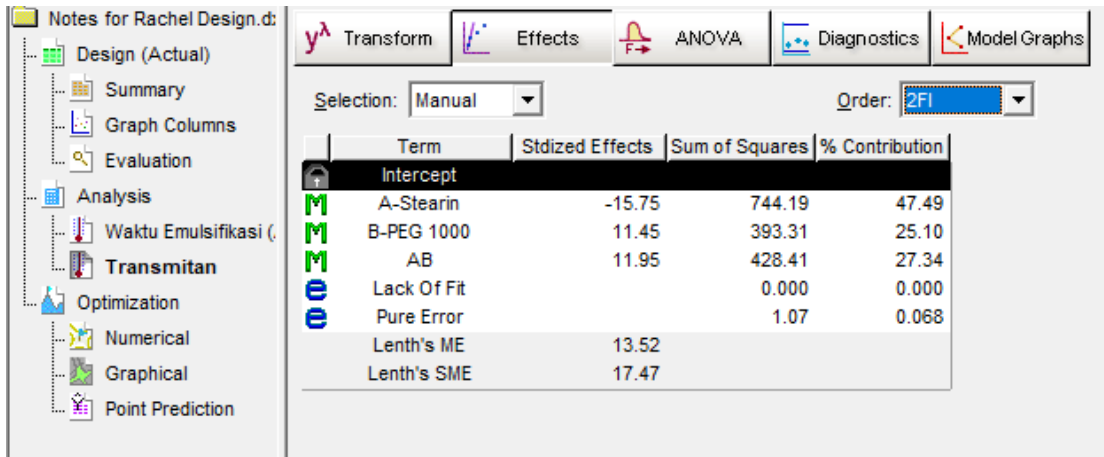 Notes for Rachel Design.d
Design (Actual)
Summary
Graph Columns
Evaluation
Analysis
Waktu Emulsifikasi (
Transmitan
Optimization
Numerical
Graphical
Point Prediction
yλ Transform Effects F→ ANOVA Diagnostics Model Graphs
Selection: Manual Order: 2FI
Term Stdized Effects Sum of Squares % Contribution
Intercept
M A-Stearin -15.75 744.19 47.49
M B-PEG 1000 11.45 393.31 25.10
M AB 11.95 428.41 27.34
e Lack Of Fit 0.000 0.000
e Pure Error 1.07 0.068
Lenth's ME 13.52
Lenth's SME 17.47